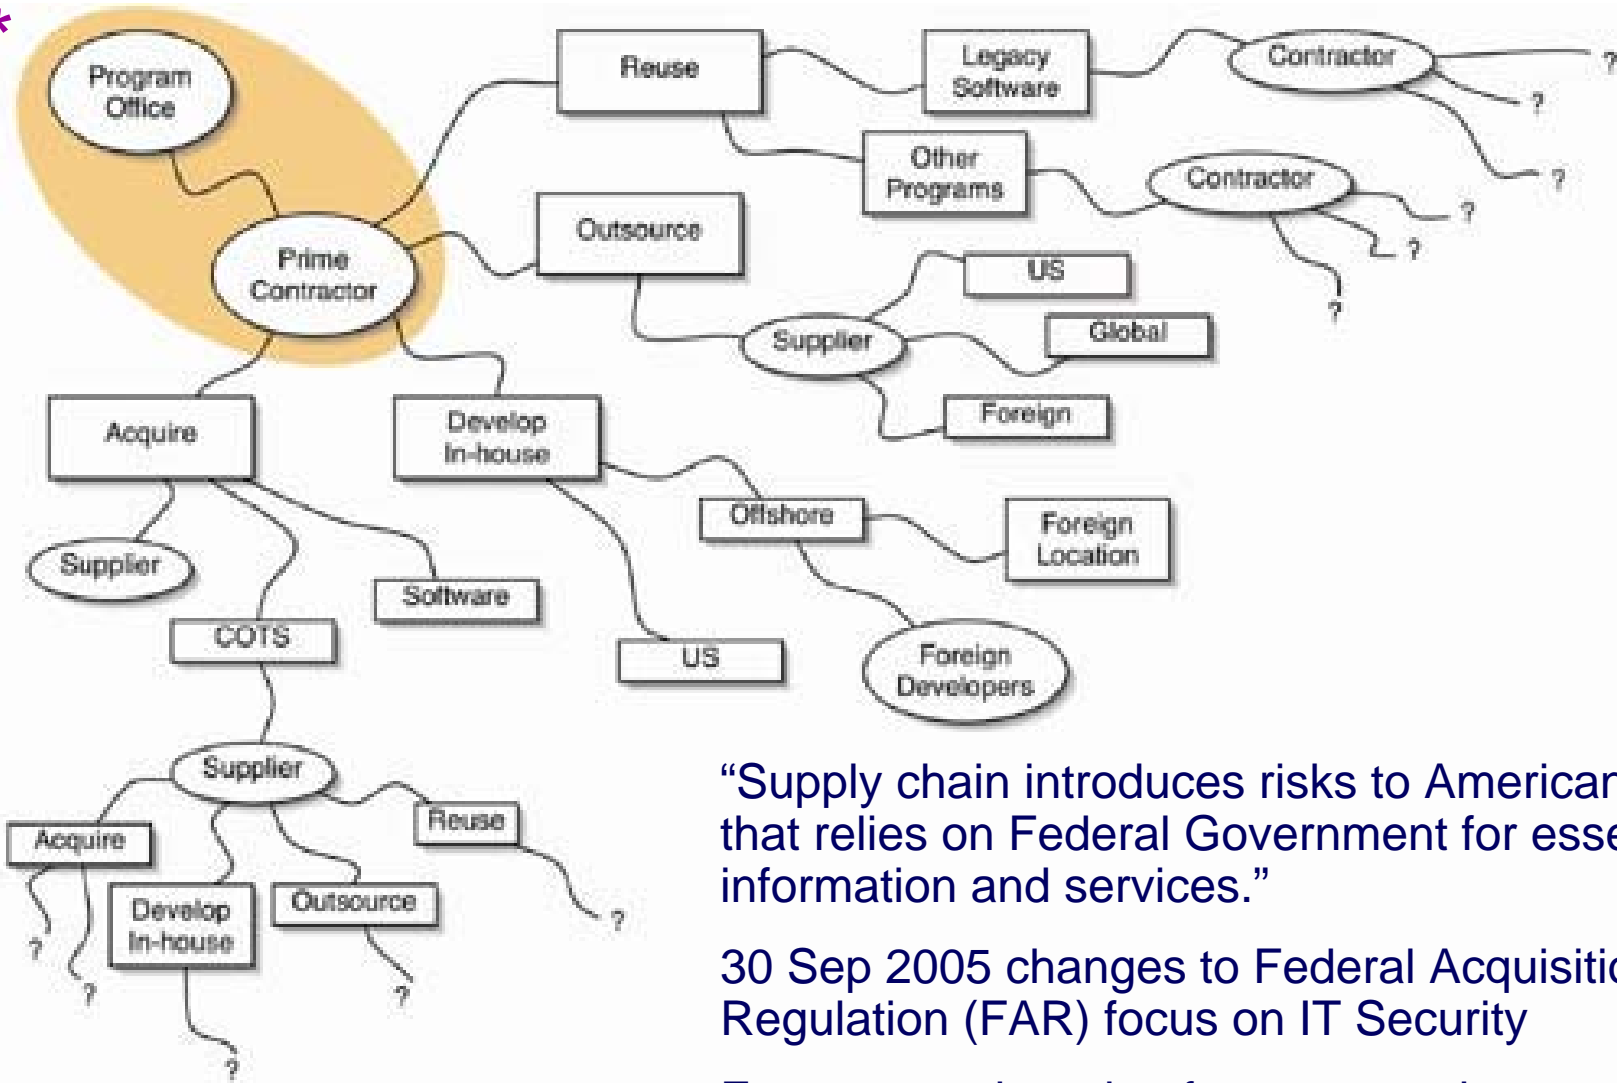 *
Program
Office
Prime
Contractor
Reuse
Legacy
Software
Contractor
?
?
?
Other
Programs
Contractor
?
?
?
Outsource
US
Supplier
Global
Foreign
Acquire
Develop
In-house
Supplier
Software
COTS
Offshore
Foreign
Location
US
Foreign
Developers
Supplier
Acquire
Reuse
Develop
In-house
Outsource
?
?
?
?
?
“Supply chain introduces risks to American
that relies on Federal Government for esse
information and services.”
30 Sep 2005 changes to Federal Acquisitio
Regulation (FAR) focus on IT Security